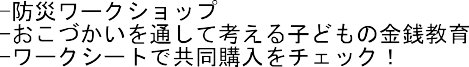 −防災ワークショップ
−おこづかいを通して考える子どもの金銭教育
−ワークシートで共同購入をチェック！